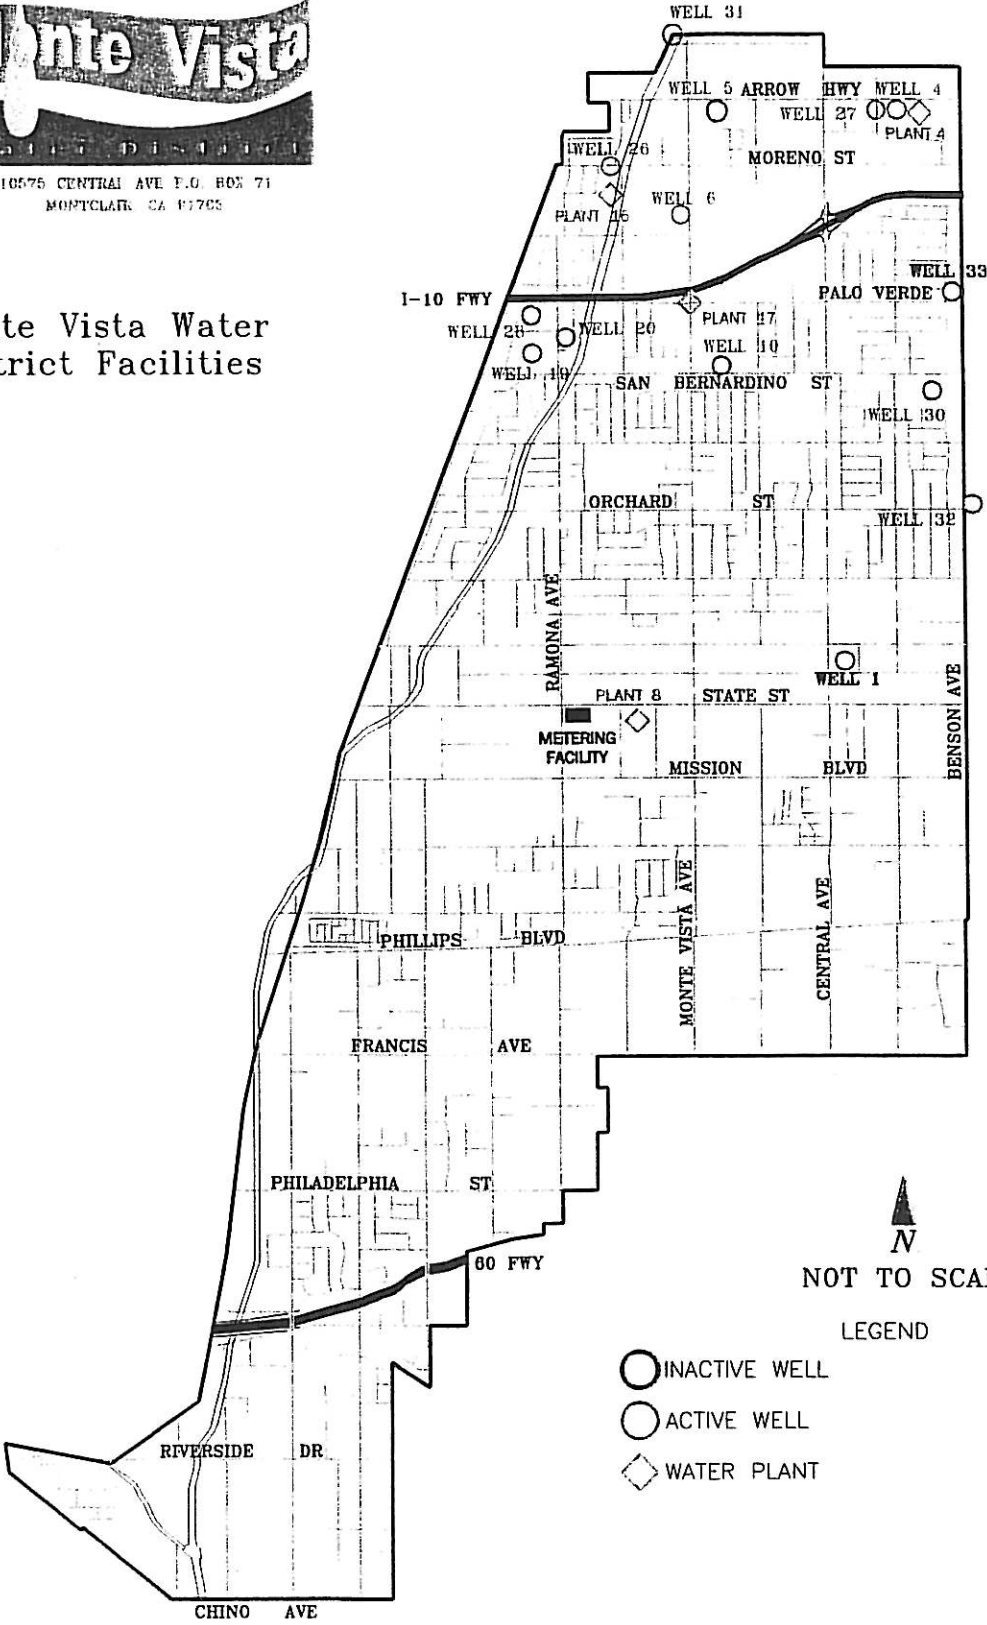 onte Vista
10575 CENTRAL AVE P.O. BOX 71
MONTCLAIR CA 91763
te Vista Water
trict Facilities
WELL 31
WELL 5
ARROW HWY
WELL 4
WELL 27
PLANT 4
WELL 26
MORENO ST
PLANT
WELL 6
WELL 33
I-10 FWY
PALO VERDE
WELL 28
WELL 20
PLANT 17
WELL 19
WELL 10
SAN BERNARDINO ST
WELL 30
ORCHARD ST
WELL 32
RAMONA AVE
WELL 1
PLANT 8
STATE ST
BENSON AVE
METERING
FACILITY
MISSION BLVD
MONTE VISTA AVE
CENTRAL AVE
PHILLIPS BLVD
FRANCIS AVE
PHILADELPHIA ST
60 FWY
N
NOT TO SCA
LEGEND
INACTIVE WELL
ACTIVE WELL
WATER PLANT
RIVERSIDE DR
CHINO AVE